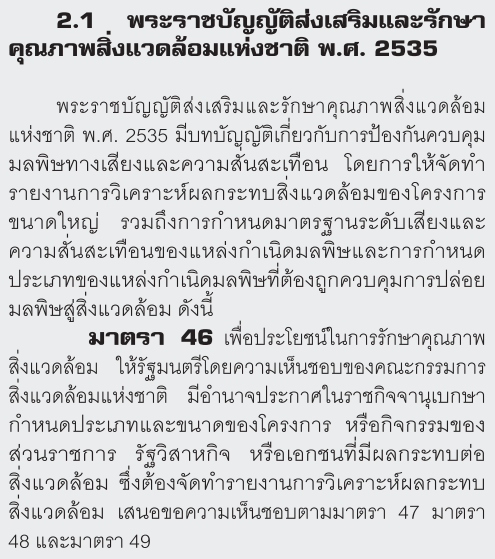 2.1 พระราชบัญญัติส่งเสริมและรักษา
คุณภาพสิ่งแวดล้อมแห่งชาติ พ.ศ. 2535
พระราชบัญญัติส่งเสริมและรักษาคุณภาพสิ่งแวดล้อม
แห่งชาติ พ.ศ. 2535 มีบทบัญญัติเกี่ยวกับการป้องกันควบคุม
มลพิษทางเสียงและความสั่นสะเทือน โดยการให้จัดทำ
รายงานการวิเคราะห์ผลกระทบสิ่งแวดล้อมของโครงการ
ขนาดใหญ่ รวมถึงการกำหนดมาตรฐานระดับเสียงและ
ความสั่นสะเทือนของแหล่งกำเนิดมลพิษและการกำหนด
ประเภทของแหล่งกำเนิดมลพิษที่ต้องถูกควบคุมการปล่อย
มลพิษสู่สิ่งแวดล้อม ดังนี้
มาตรา 46 เพื่อประโยชน์ในการรักษาคุณภาพ
สิ่งแวดล้อม ให้รัฐมนตรีโดยความเห็นชอบของคณะกรรมการ
สิ่งแวดล้อมแห่งชาติ มีอำนาจประกาศในราชกิจจานุเบกษา
กำหนดประเภทและขนาดของโครงการ หรือกิจกรรมของ
ส่วนราชการ รัฐวิสาหกิจ หรือเอกชนที่มีผลกระทบต่อ
สิ่งแวดล้อม ซึ่งต้องจัดทำรายงานการวิเคราะห์ผลกระทบ
สิ่งแวดล้อม เสนอขอความเห็นชอบตามมาตรา 47 มาตรา
48 และมาตรา 49